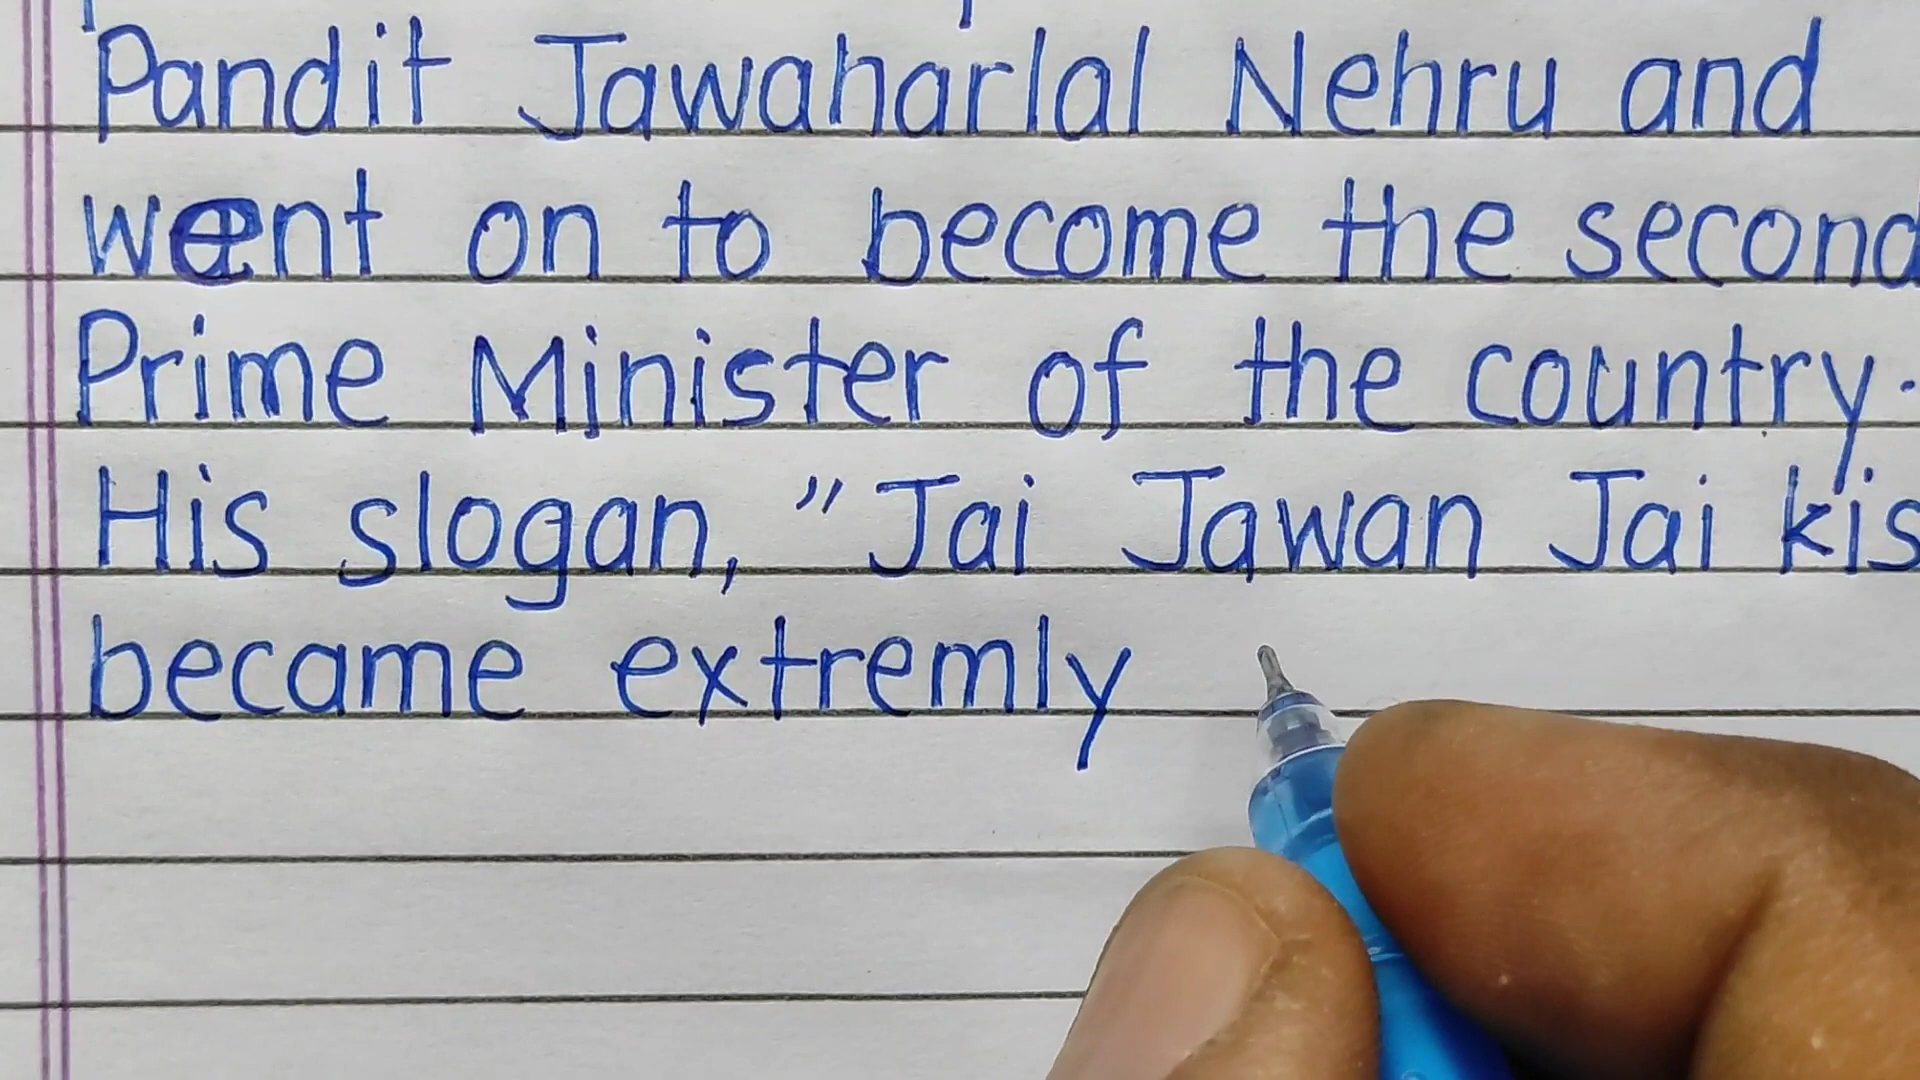 Pandit Jawaharlal Nehru and
went on to become the second
Prime Minister of the country.
His slogan, "Jai Jawan Jai kis
became extremly